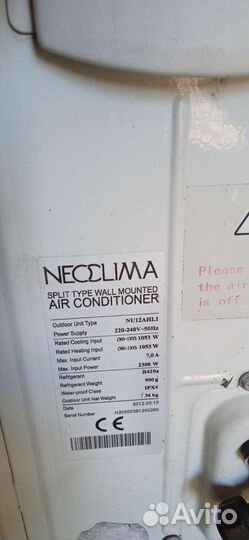 NEOCLIMA
SPLIT TYPE WALL MOUNTED
AIR CONDITIONER
Outdoor Unit Type NU12AHL1
Power Supply 220-240V~50Hz
Rated Cooling Input 1053 W
Rated Heating Input 1053 W
Max. Input Current 7,0 A
Max. Input Power 2300 W
Refrigerant R410a
Refrigerant Weight 900 g
Water-proof Class IPX4
Outdoor Unit Net Weight / 36 kg
Date 2012.03.15
Serial Number H20500381200260
CE
Please
the air
is off
Avito